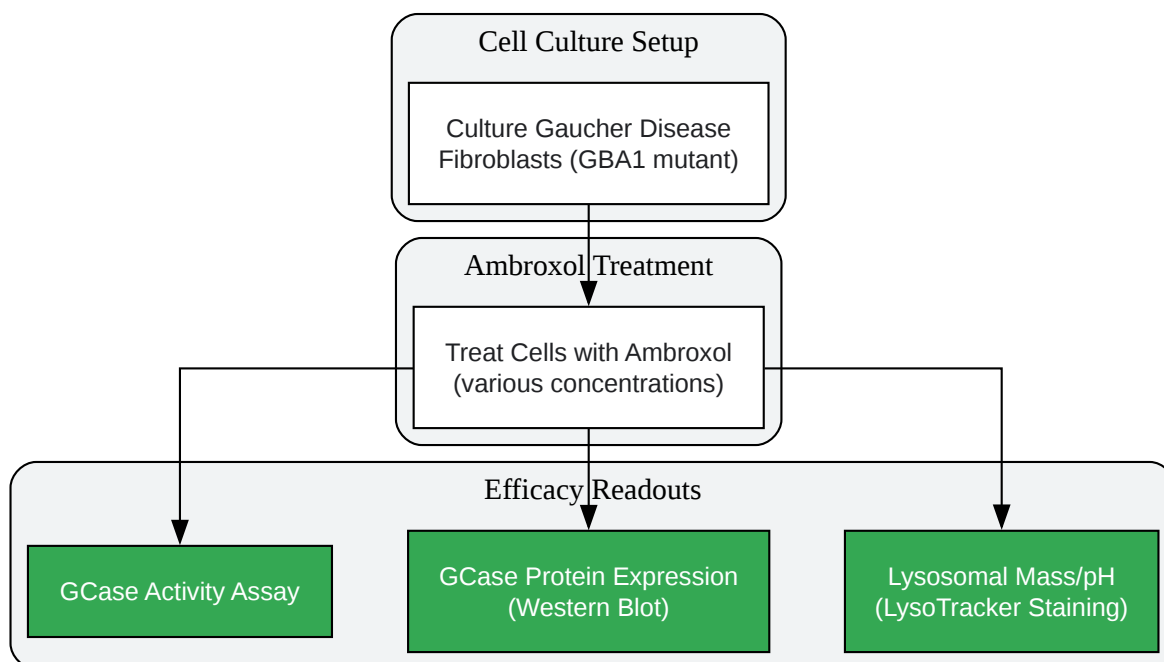 Cell Culture Setup
Culture Gaucher Disease
Fibroblasts (GBA1 mutant)
Ambroxol Treatment
Treat Cells with Ambroxol
(various concentrations)
Efficacy Readouts
GCase Activity Assay
GCase Protein Expression
(Western Blot)
Lysosomal Mass/pH
(LysoTracker Staining)